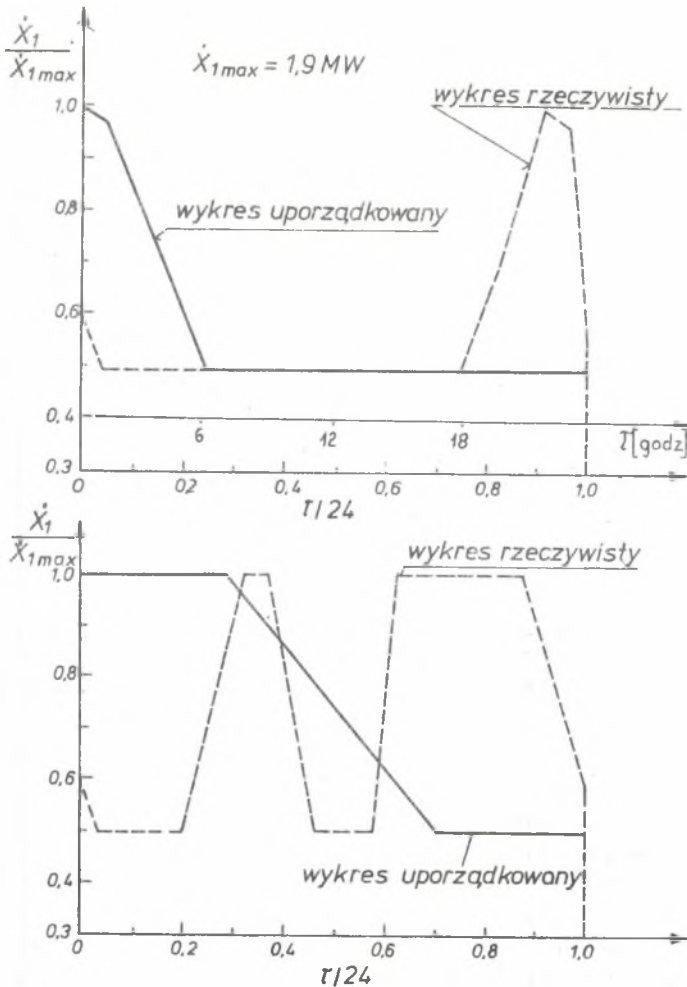 Ẋ1
Ẋ1max
Ẋ1max = 1,9 MW
wykres rzeczywisty
1,0
wykres uporządkowany
0,8
0,6
0,4
6
12
18
τ[godz]
0,3
0
0,2
0,4
0,6
0,8
1,0
τ/24
Ẋ1
Ẋ1max
wykres rzeczywisty
1,0
0,8
0,6
0,4
wykres uporządkowany
0,3
0
0,2
0,4
0,6
0,8
1,0
τ/24